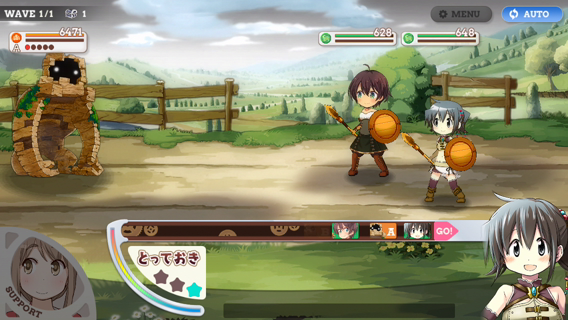 WAVE 1/1 1
MENU
AUTO
6471
A
628
648
A
GO!
とっておき
SUPPORT